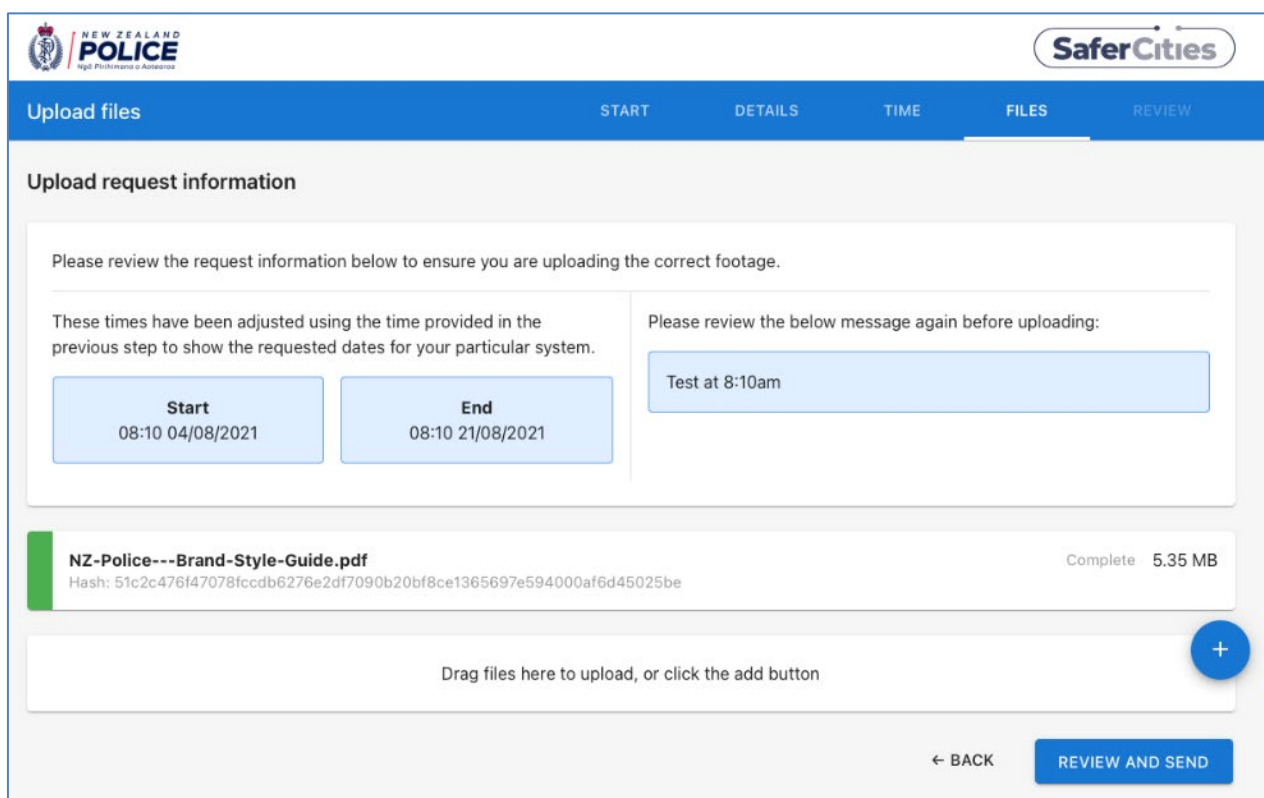 NEW ZEALAND
POLICE
Ngā Pirihimana o Aotearoa
SaferCities
Upload files
START
DETAILS
TIME
FILES
REVIEW
Upload request information
Please review the request information below to ensure you are uploading the correct footage.
These times have been adjusted using the time provided in the
previous step to show the requested dates for your particular system.
Start
08:10 04/08/2021
End
08:10 21/08/2021
Please review the below message again before uploading:
Test at 8:10am
NZ-Police---Brand-Style-Guide.pdf
Complete 5.35 MB
Hash: 51c2c476f47078fccdb6276e2df7090b20bf8ce1365697e594000af6d45025be
Drag files here to upload, or click the add button
+
← BACK
REVIEW AND SEND